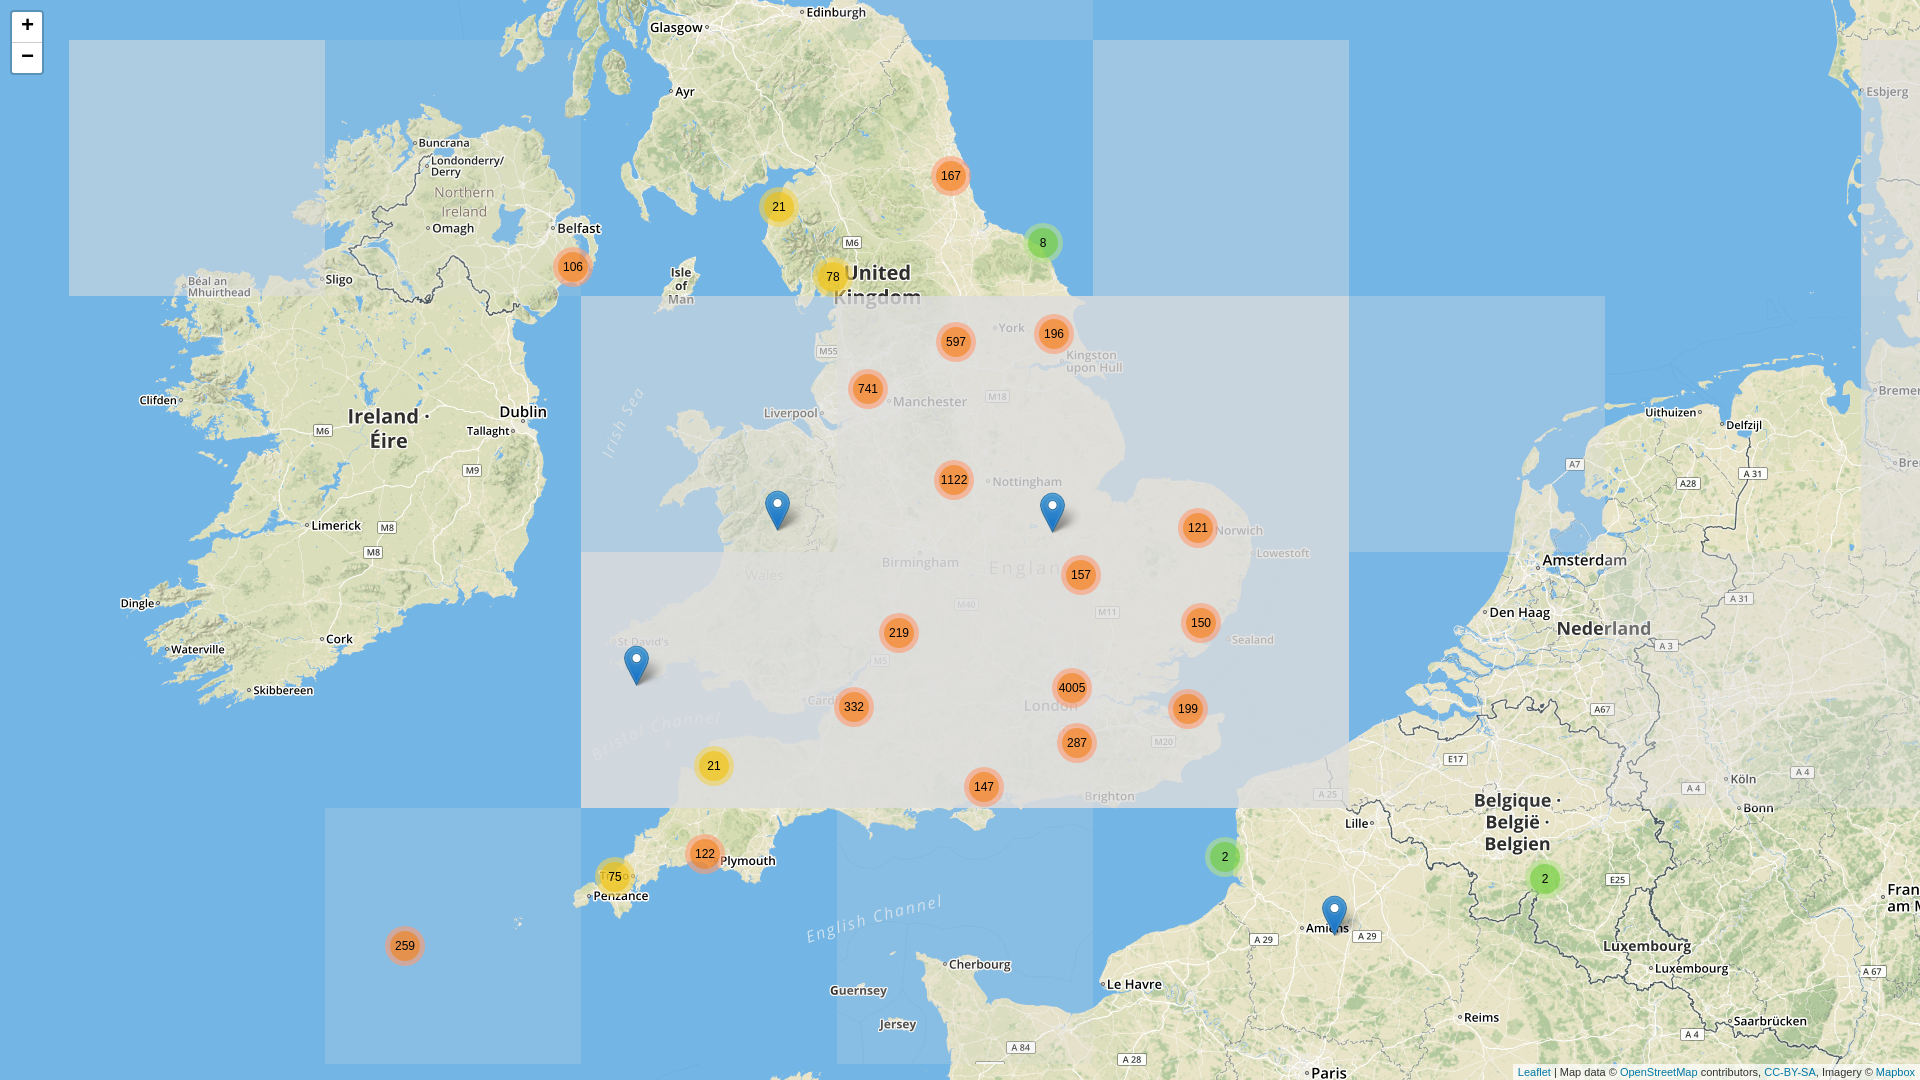 +
−
Glasgow
Edinburgh
Ayr
Esbjerg
Buncrana
Londonderry/
Derry
Northern
Ireland
Omagh
Belfast
167
21
8
M6
106
78
United
Kingdom
Isle
of
Man
Sligo
Béal an
Mhuirthead
York
196
597
M55
Kingston
upon Hull
741
Manchester
M18
Liverpool
Irish Sea
Clifden
Ireland ·
Éire
Dublin
Tallaght
M6
M9
Limerick
M8
M8
Uithuizen
Delfzijl
A7
A 31
A28
1122
Nottingham
121
Norwich
Lowestoft
Birmingham
157
Wales
M40
M11
Amsterdam
A 31
Dingle
Cork
Waterville
Skibbereen
219
150
Sealand
St David's
M5
Den Haag
Nederland
A 3
4005
London
332
199
287
M20
Bristol Channel
A67
E17
21
147
Brighton
A 25
Köln
A 4
A 4
Bonn
Belgique ·
België ·
Belgien
Lille
122
Plymouth
75
Penzance
2
2
E25
259
English Channel
Amiens
A 29
A 29
Luxembourg
Luxembourg
A 67
Cherbourg
Guernsey
Le Havre
Jersey
Reims
Saarbrücken
A 84
A 28
A 4
Paris
Leaflet | Map data © OpenStreetMap contributors, CC-BY-SA, Imagery © Mapbox